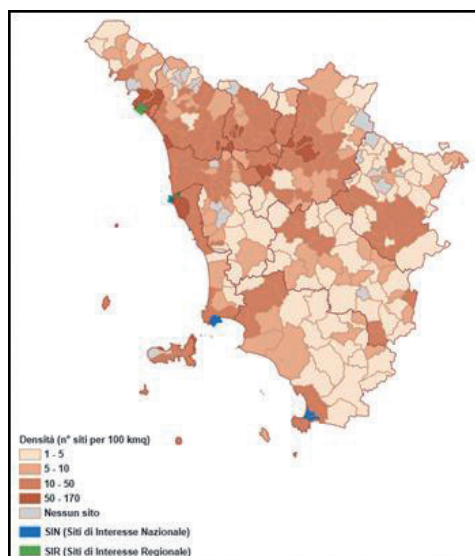 Densità (n° siti per 100 kmq)
1 - 5
5 - 10
10 - 50
50 - 170
Nessun sito
SIN (Siti di Interesse Nazionale)
SIR (Siti di Interesse Regionale)